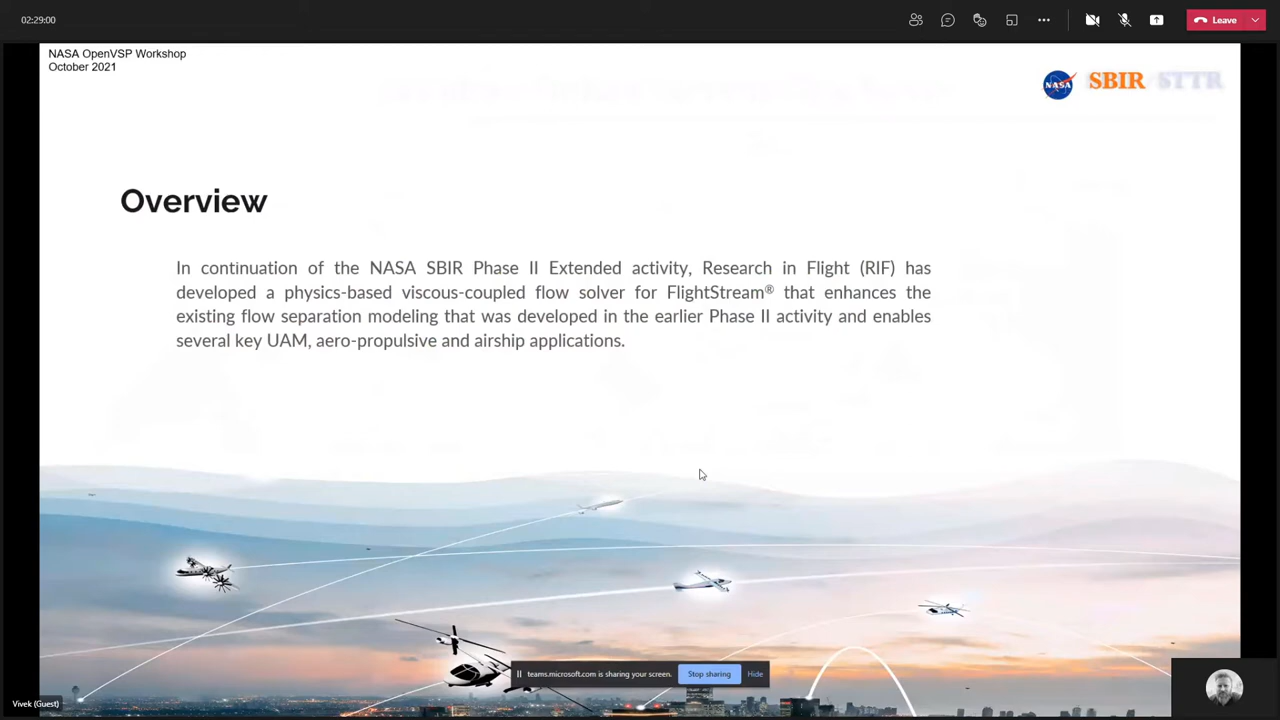 02:29:00
Leave
NASA OpenVSP Workshop
October 2021
NASA
SBIR STTR
Overview
In continuation of the NASA SBIR Phase II Extended activity, Research in Flight (RIF) has
developed a physics-based viscous-coupled flow solver for FlightStream® that enhances the
existing flow separation modeling that was developed in the earlier Phase II activity and enables
several key UAM, aero-propulsive and airship applications.
teams.microsoft.com is sharing your screen.
Stop sharing
Hide
Vivek (Guest)